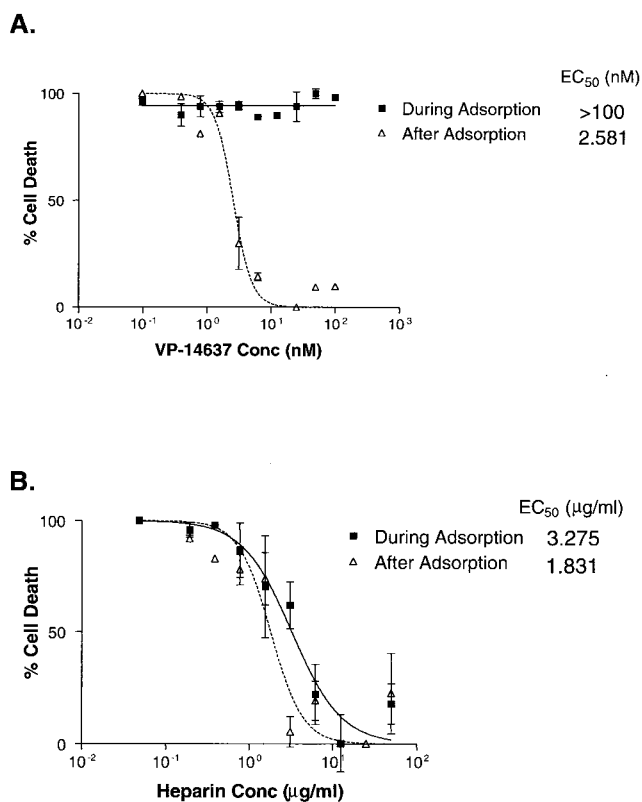 A.
EC50 (nM)
■ During Adsorption >100
△ After Adsorption 2.581
% Cell Death
100
50
0
10-2 10-1 100 101 102 103
VP-14637 Conc (nM)
B.
EC50 (µg/ml)
■ During Adsorption 3.275
△ After Adsorption 1.831
% Cell Death
100
50
0
10-2 10-1 100 101 102
Heparin Conc (µg/ml)